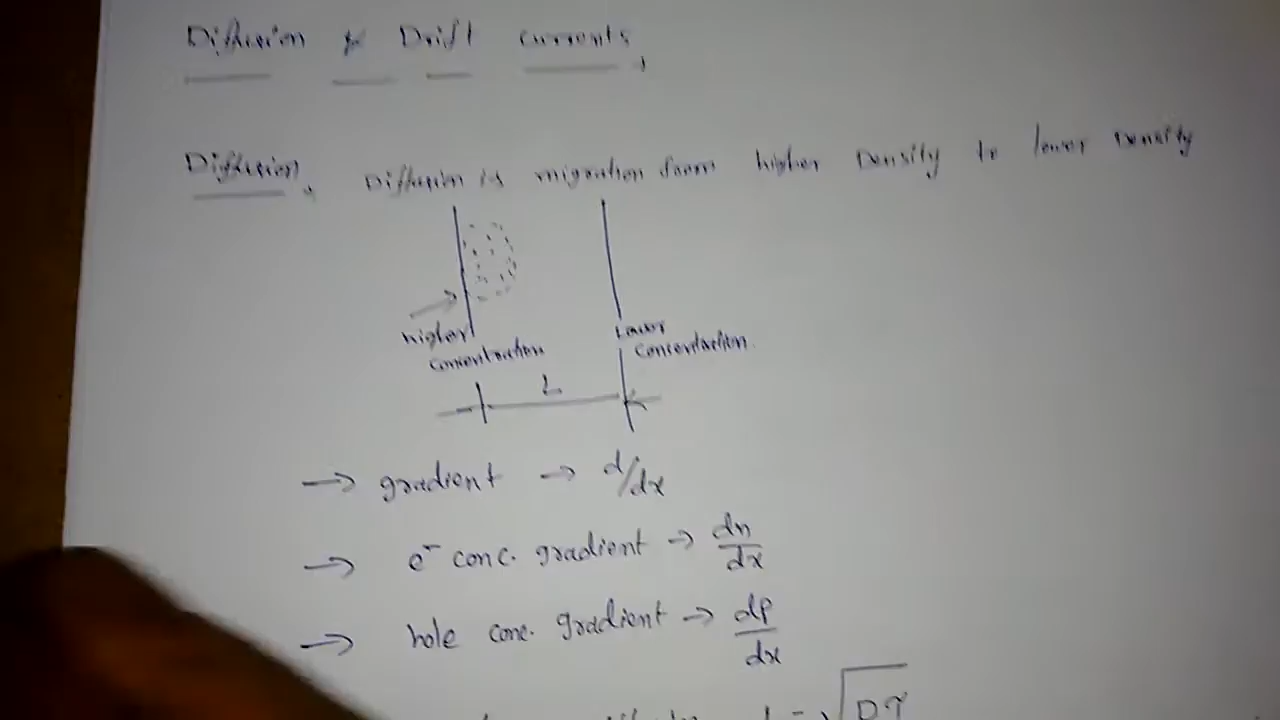 Diffusion & Drift currents,
Diffusion, Diffusion is migration from higher Density to lower Density
higher
concentration
Lower
concentration.
L
→ gradient → d/dx
→ e⁻ conc. gradient → dn/dx
→ hole conc. gradient → dp/dx
L = √Dτ